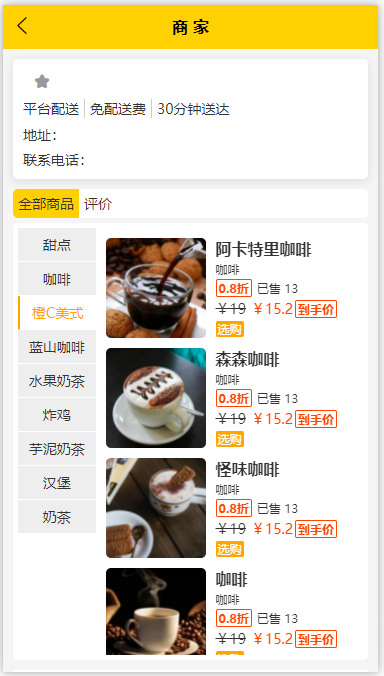 商 家
平台配送 免配送费 30分钟送达
地址：
联系电话：
全部商品 评价
甜点
咖啡
橙C美式
蓝山咖啡
水果奶茶
炸鸡
芋泥奶茶
汉堡
奶茶
阿卡特里咖啡
咖啡
0.8折 已售 13
￥19 ￥15.2 到手价
选购
森森咖啡
咖啡
0.8折 已售 13
￥19 ￥15.2 到手价
选购
怪味咖啡
咖啡
0.8折 已售 13
￥19 ￥15.2 到手价
选购
咖啡
咖啡
0.8折 已售 13
￥19 ￥15.2 到手价